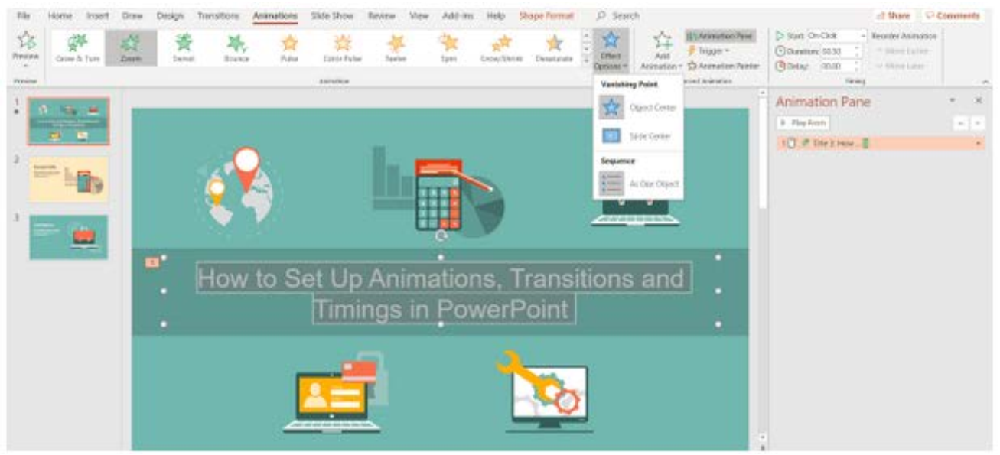 File Home Insert Draw Design Transitions Animations Slide Show Review View Add-ins Help Shape Format Search Share Comments
Preview
Grow & Turn Zoom Swivel Bounce Pulse Color Pulse Teeter Spin Grow/Shrink Desaturate
Effect Options
Add Animation
Animation Pane
Trigger
Animation Painter
Start: On Click
Duration: 00.50
Delay: 00.00
Reorder Animation
Move Earlier
Move Later
Preview Animation Timing
Vanishing Point
Object Center
Slide Center
Sequence
As One Object
Animation Pane
Play From
1 Title 1: How ...
1
2
3
1
How to Set Up Animations, Transitions and
Timings in PowerPoint